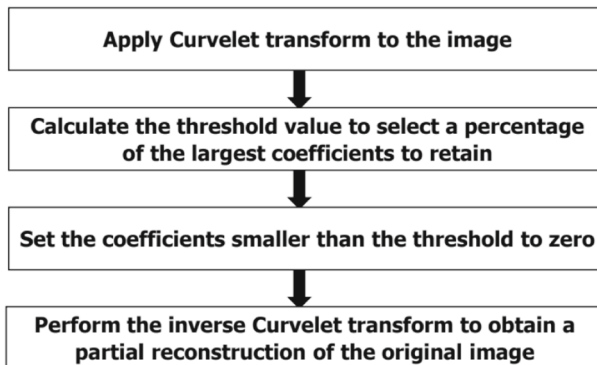 Apply Curvelet transform to the image
Calculate the threshold value to select a percentage
of the largest coefficients to retain
Set the coefficients smaller than the threshold to zero
Perform the inverse Curvelet transform to obtain a
partial reconstruction of the original image